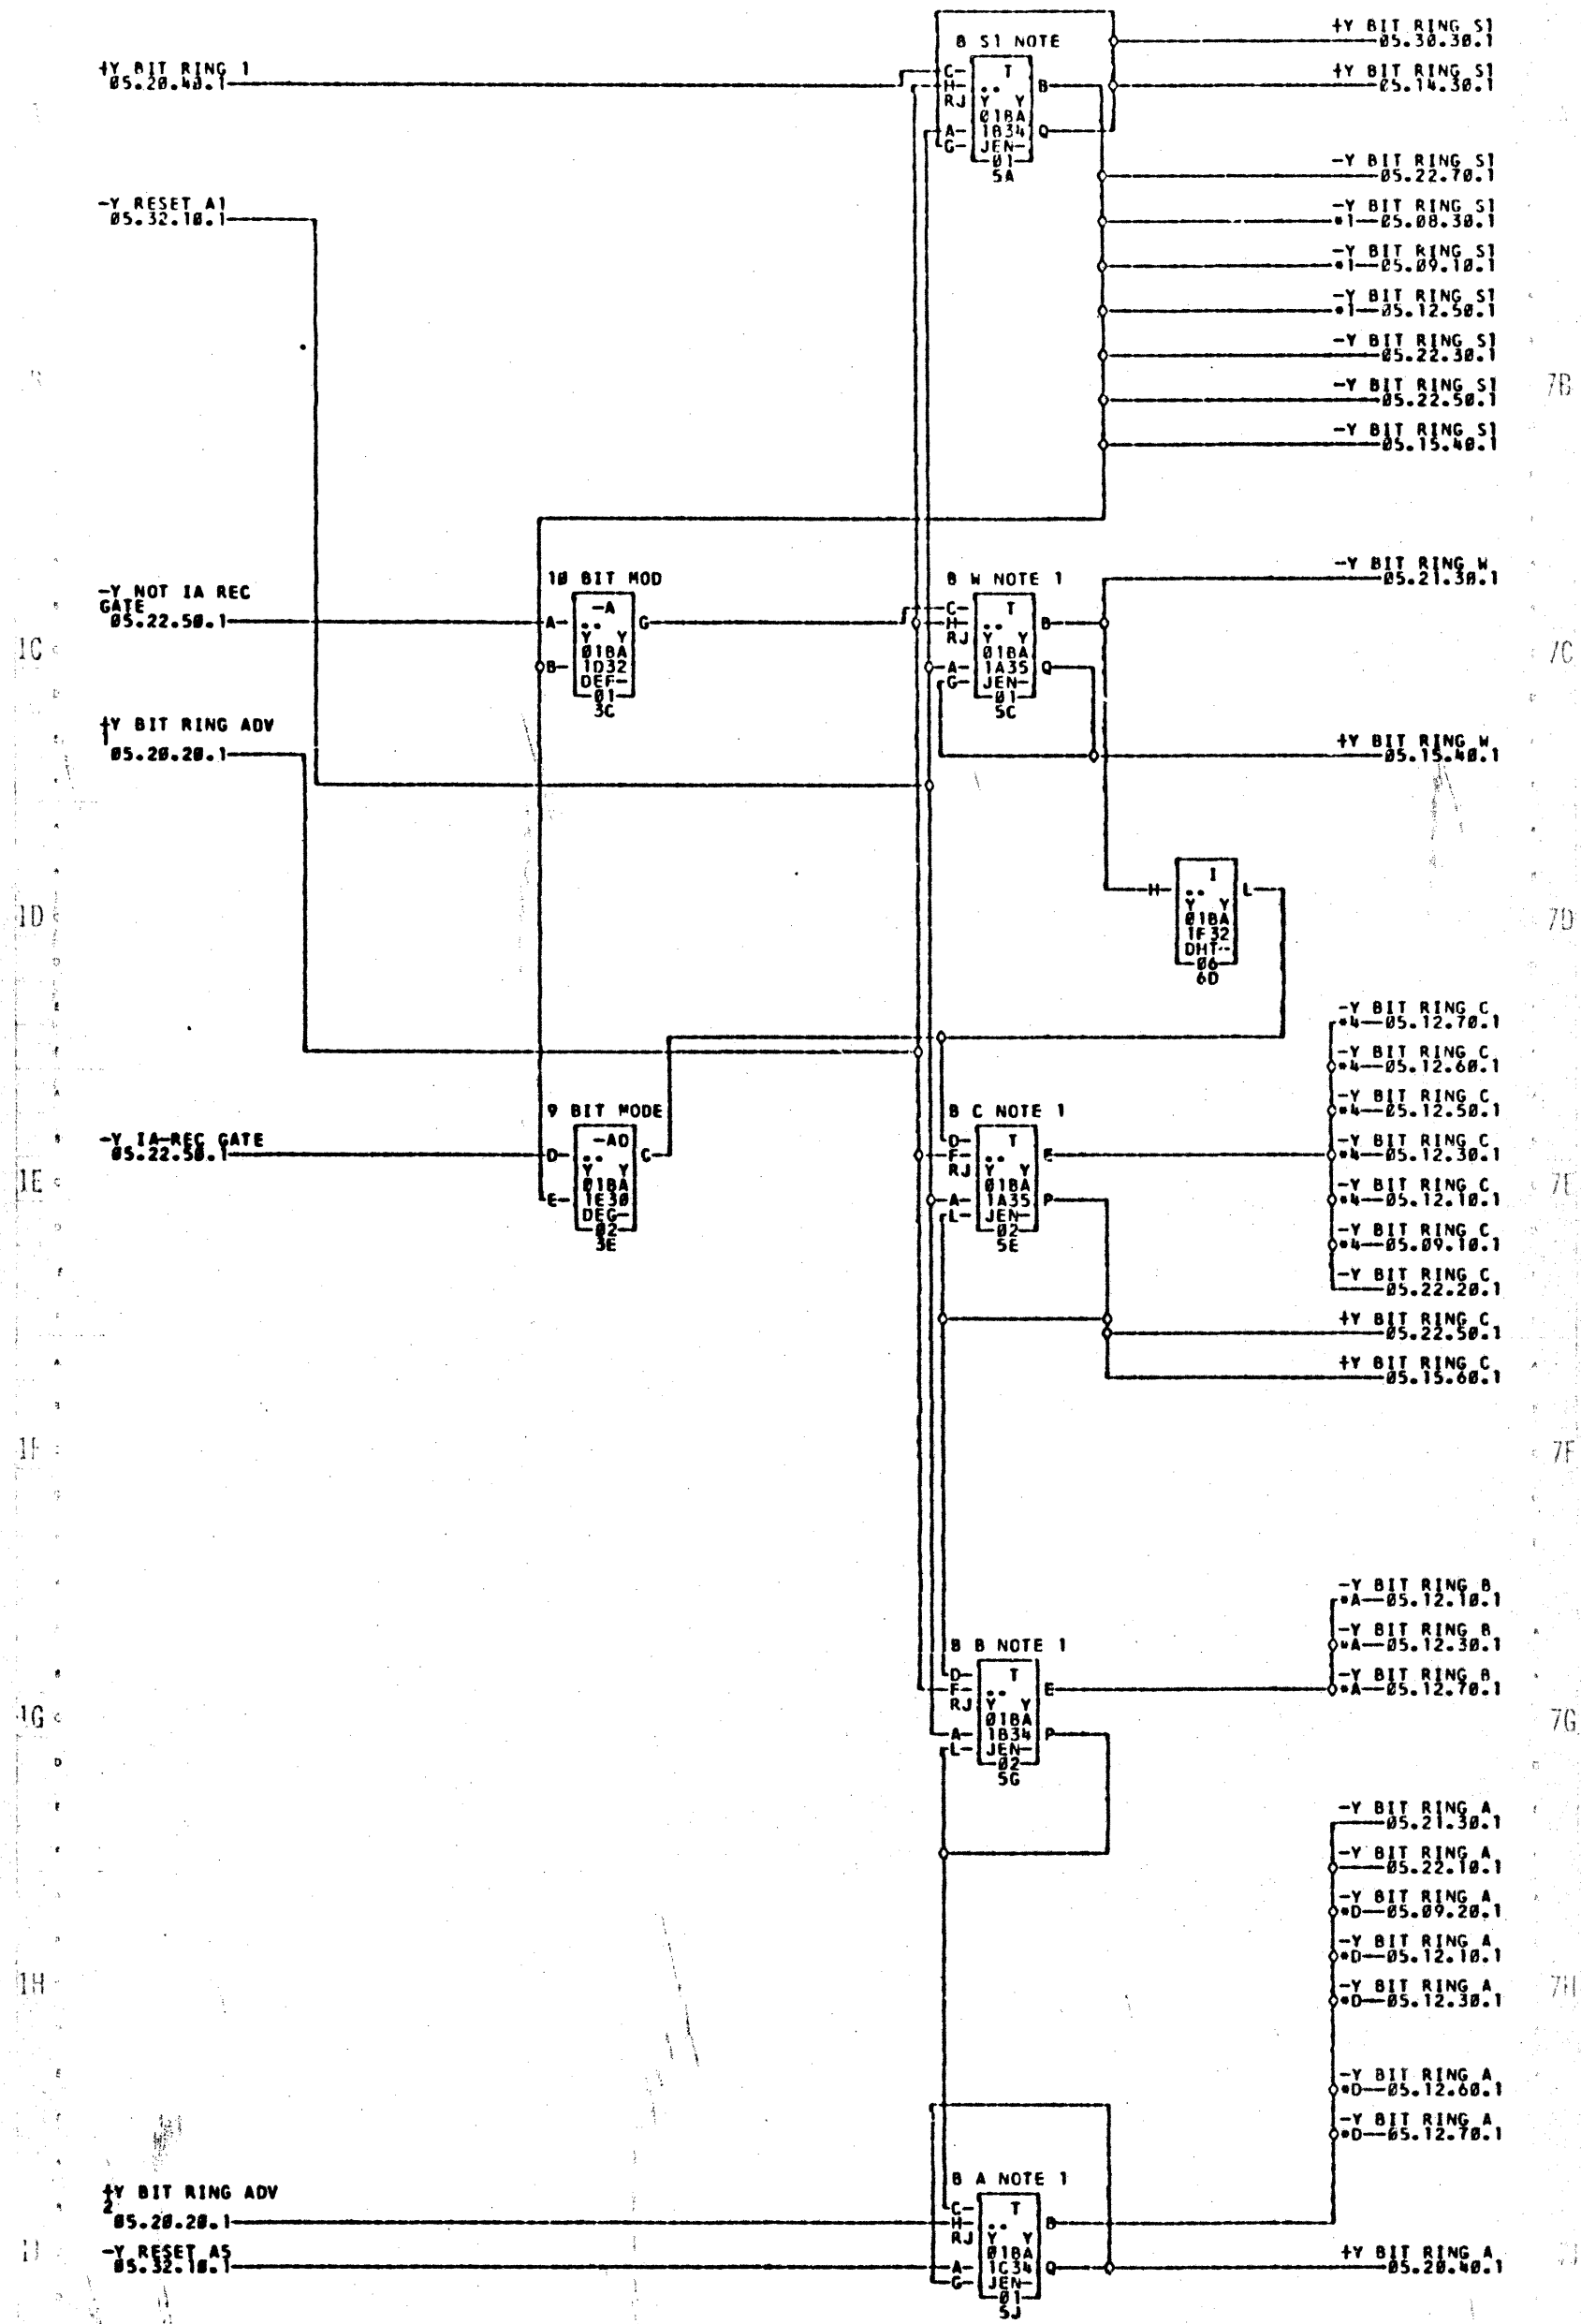 +Y BIT RING 1
05.20.40.1
-Y RESET A1
05.32.10.1
-Y NOT IA REC
GATE
05.22.50.1
+Y BIT RING ADV
1
05.20.20.1
-Y IA-REC GATE
05.22.50.1
+Y BIT RING ADV
2
05.20.20.1
-Y RESET A5
05.32.10.1
10 BIT MOD
-A
A- .. G
Y Y
01BA
B- 1D32
DEF-
01
3C
9 BIT MODE
-AO
D- .. C
Y Y
01BA
E- 1E30
DEG-
02
3E
B S1 NOTE
C- T
H- .. B
RJ Y Y
01BA
A- 1B34 Q
G- JEN-
01
5A
B W NOTE 1
C- T
H- .. B
RJ Y Y
01BA
A- 1A35 Q
G- JEN-
01
5C
I
H- .. L
Y Y
01BA
1F32
DHT--
06
6D
B C NOTE 1
D- T
F- .. E
RJ Y Y
01BA
A- 1A35 P
L- JEN-
02
5E
B B NOTE 1
D- T
F- .. E
RJ Y Y
01BA
A- 1B34 P
L- JEN-
02
5G
B A NOTE 1
C- T
H- .. B
RJ Y Y
01BA
A- 1C34 Q
G- JEN-
01
5J
+Y BIT RING S1
05.30.30.1
+Y BIT RING S1
05.14.30.1
-Y BIT RING S1
05.22.70.1
-Y BIT RING S1
*1-05.08.30.1
-Y BIT RING S1
*1-05.09.10.1
-Y BIT RING S1
*1-05.12.50.1
-Y BIT RING S1
05.22.30.1
-Y BIT RING S1
05.22.50.1
-Y BIT RING S1
05.15.40.1
-Y BIT RING W
05.21.30.1
+Y BIT RING W
05.15.40.1
-Y BIT RING C
*4-05.12.70.1
-Y BIT RING C
*4-05.12.60.1
-Y BIT RING C
*4-05.12.50.1
-Y BIT RING C
*4-05.12.30.1
-Y BIT RING C
*4-05.12.10.1
-Y BIT RING C
*4-05.09.10.1
-Y BIT RING C
05.22.20.1
+Y BIT RING C
05.22.50.1
+Y BIT RING C
05.15.60.1
-Y BIT RING B
*A-05.12.10.1
-Y BIT RING B
*A-05.12.30.1
-Y BIT RING B
*A-05.12.70.1
-Y BIT RING A
05.21.30.1
-Y BIT RING A
05.22.10.1
-Y BIT RING A
*D-05.09.20.1
-Y BIT RING A
*D-05.12.10.1
-Y BIT RING A
*D-05.12.30.1
-Y BIT RING A
*D-05.12.60.1
-Y BIT RING A
*D-05.12.70.1
+Y BIT RING A
05.20.40.1
1C
1D
1E
1F
1G
1H
7B
7C
7D
7E
7F
7G
7H